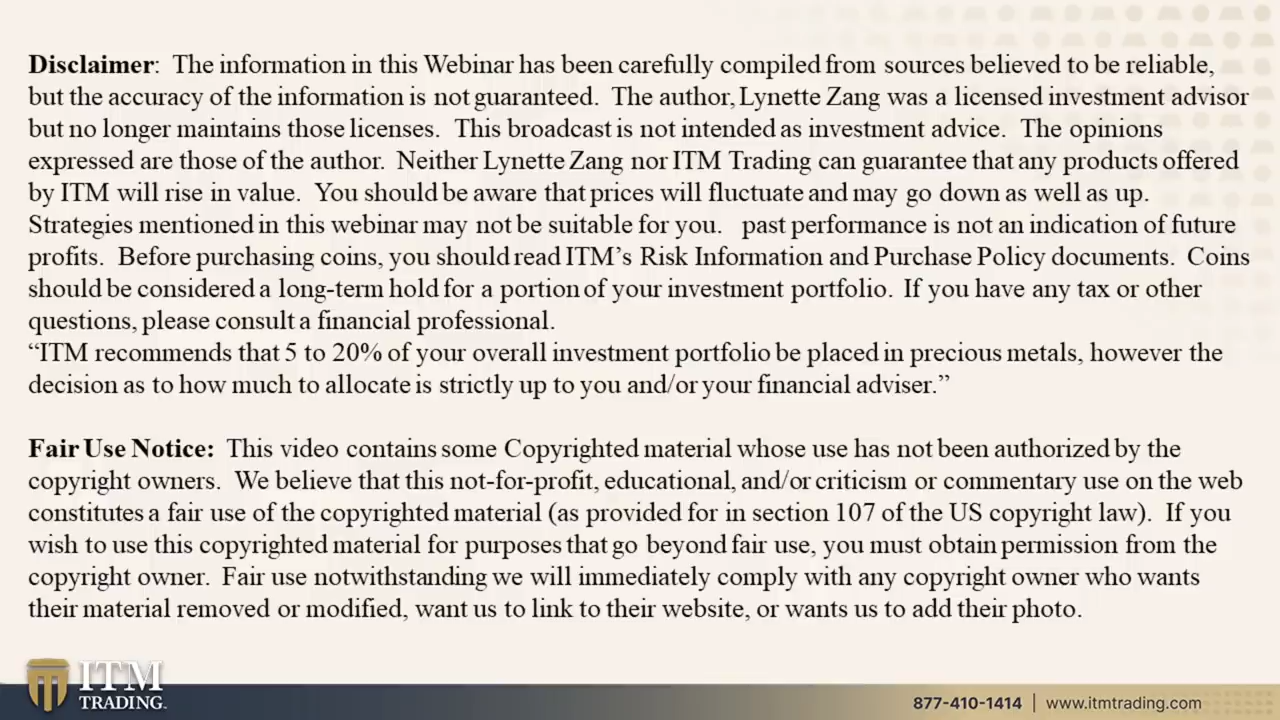 Disclaimer: The information in this Webinar has been carefully compiled from sources believed to be reliable,
but the accuracy of the information is not guaranteed. The author, Lynette Zang was a licensed investment advisor
but no longer maintains those licenses. This broadcast is not intended as investment advice. The opinions
expressed are those of the author. Neither Lynette Zang nor ITM Trading can guarantee that any products offered
by ITM will rise in value. You should be aware that prices will fluctuate and may go down as well as up.
Strategies mentioned in this webinar may not be suitable for you. past performance is not an indication of future
profits. Before purchasing coins, you should read ITM's Risk Information and Purchase Policy documents. Coins
should be considered a long-term hold for a portion of your investment portfolio. If you have any tax or other
questions, please consult a financial professional.
“ITM recommends that 5 to 20% of your overall investment portfolio be placed in precious metals, however the
decision as to how much to allocate is strictly up to you and/or your financial adviser.”
Fair Use Notice: This video contains some Copyrighted material whose use has not been authorized by the
copyright owners. We believe that this not-for-profit, educational, and/or criticism or commentary use on the web
constitutes a fair use of the copyrighted material (as provided for in section 107 of the US copyright law). If you
wish to use this copyrighted material for purposes that go beyond fair use, you must obtain permission from the
copyright owner. Fair use notwithstanding we will immediately comply with any copyright owner who wants
their material removed or modified, want us to link to their website, or wants us to add their photo.
ITM
TRADING
877-410-1414 | www.itmtrading.com